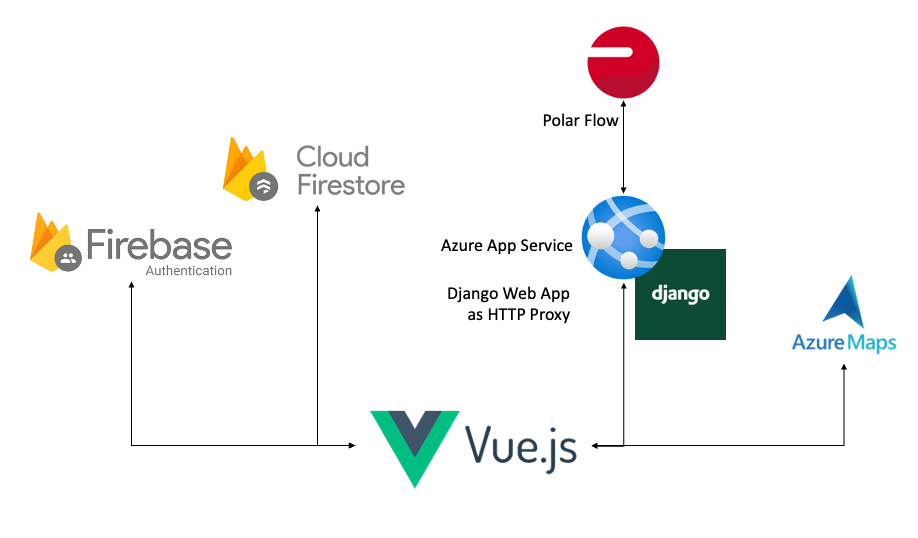 Polar Flow
Cloud
Firestore
Firebase
Authentication
Azure App Service
Django Web App
as HTTP Proxy
django
Azure Maps
Vue.js